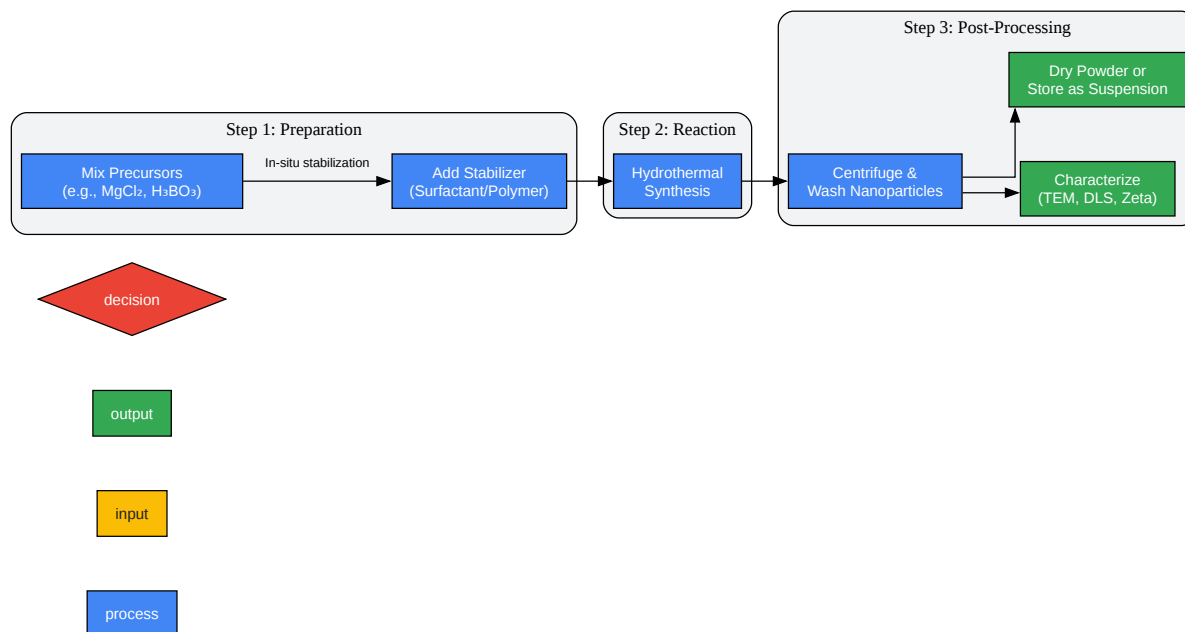 Step 1: Preparation
Mix Precursors
(e.g., MgCl₂, H₃BO₃)
In-situ stabilization
Add Stabilizer
(Surfactant/Polymer)
Step 2: Reaction
Hydrothermal
Synthesis
Step 3: Post-Processing
Centrifuge &
Wash Nanoparticles
Dry Powder or
Store as Suspension
Characterize
(TEM, DLS, Zeta)
decision
output
input
process